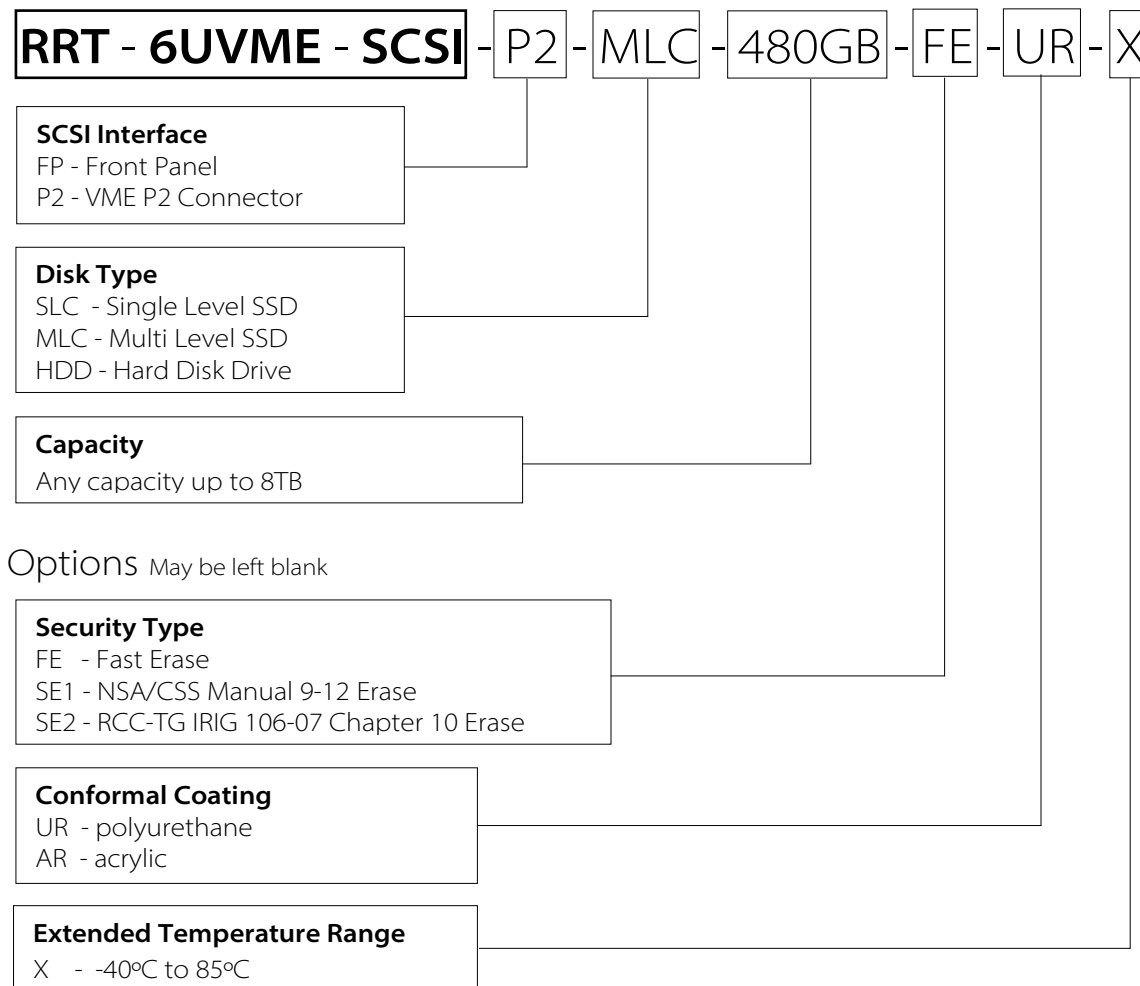 RRT - 6UVME - SCSI - P2 - MLC - 480GB - FE - UR - X
SCSI Interface
FP - Front Panel
P2 - VME P2 Connector
Disk Type
SLC - Single Level SSD
MLC - Multi Level SSD
HDD - Hard Disk Drive
Capacity
Any capacity up to 8TB
Options May be left blank
Security Type
FE - Fast Erase
SE1 - NSA/CSS Manual 9-12 Erase
SE2 - RCC-TG IRIG 106-07 Chapter 10 Erase
Conformal Coating
UR - polyurethane
AR - acrylic
Extended Temperature Range
X - -40ºC to 85ºC